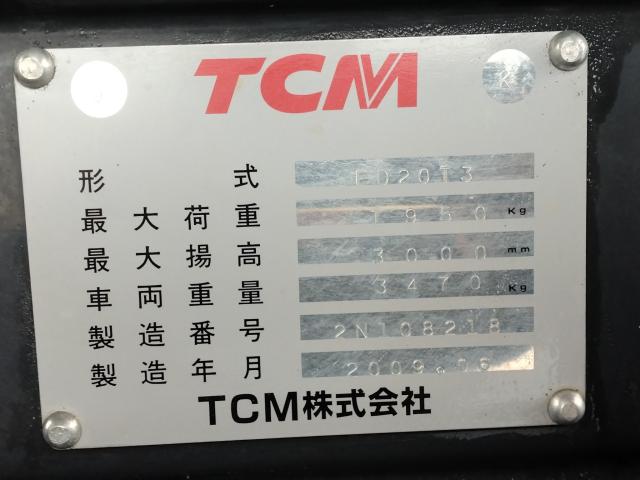 TCM
形式 FD20T3
最大荷重 1950 Kg
最大揚高 3000 mm
車両重量 3470 Kg
製造番号 2N108218
製造年月 2009.06
TCM株式会社